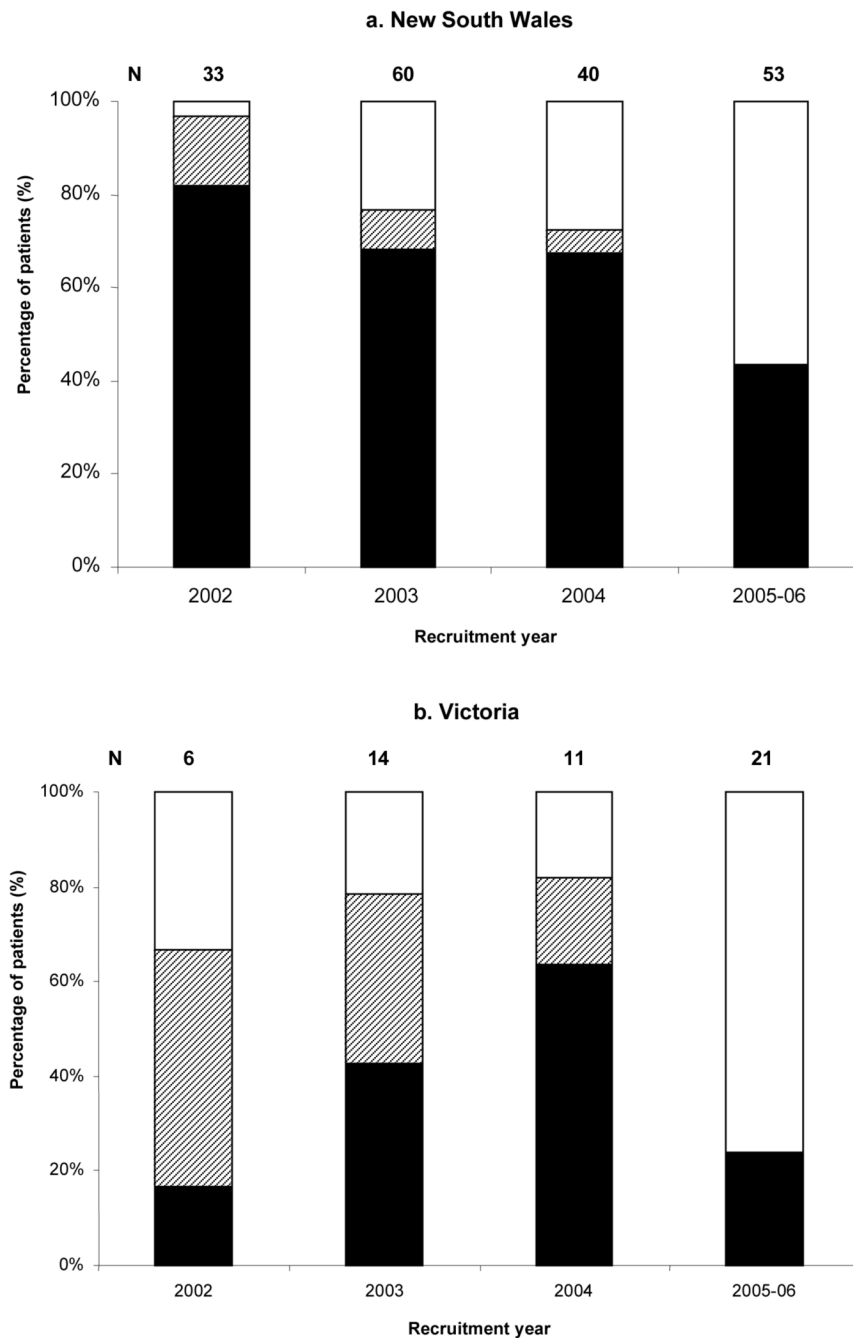 a. New South Wales
N 33 60 40 53
100%
80%
60%
40%
20%
0%
Percentage of patients (%)
2002 2003 2004 2005-06
Recruitment year
b. Victoria
N 6 14 11 21
100%
80%
60%
40%
20%
0%
Percentage of patients (%)
2002 2003 2004 2005-06
Recruitment year